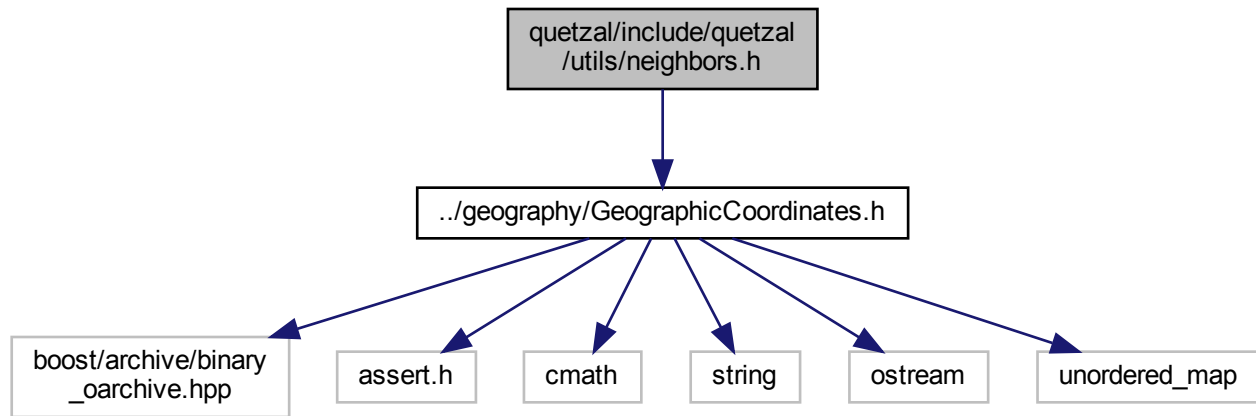 quetzal/include/quetzal
/utils/neighbors.h
../geography/GeographicCoordinates.h
boost/archive/binary
_oarchive.hpp
assert.h
cmath
string
ostream
unordered_map